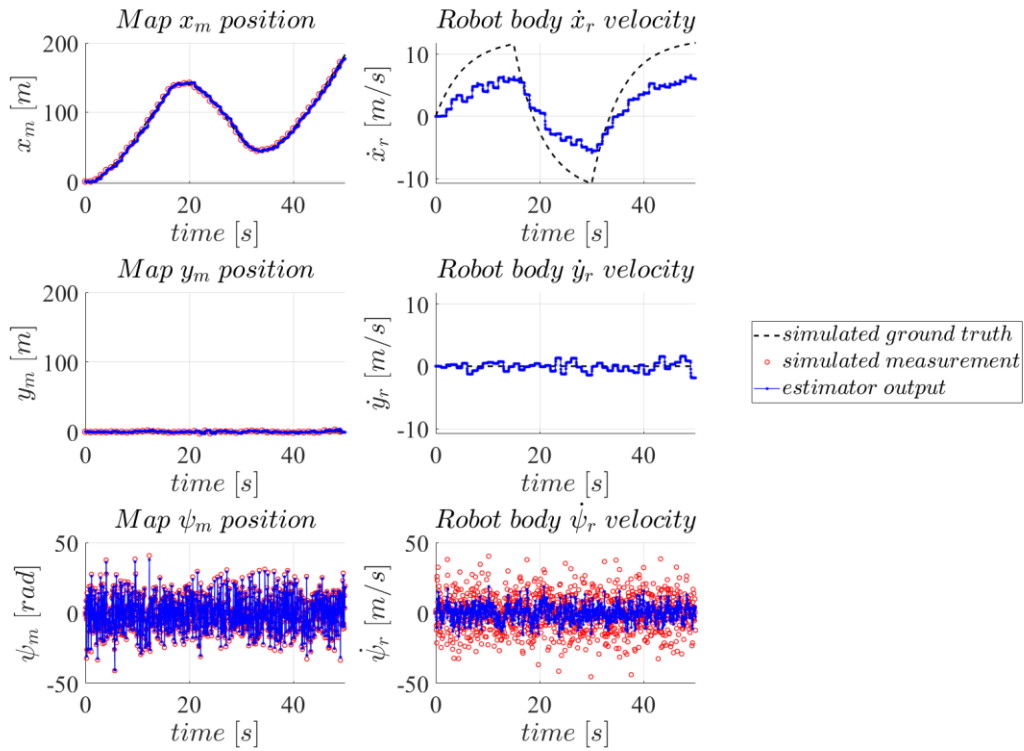 Map x_m position
200
100
0
x_m [m]
0
20
40
time [s]
Robot body ẋ_r velocity
10
0
-10
ẋ_r [m/s]
0
20
40
time [s]
Map y_m position
200
100
0
y_m [m]
0
20
40
time [s]
Robot body ẏ_r velocity
10
0
-10
ẏ_r [m/s]
0
20
40
time [s]
simulated ground truth
simulated measurement
estimator output
Map ψ_m position
50
0
-50
ψ_m [rad]
0
20
40
time [s]
Robot body ψ̇_r velocity
50
0
-50
ψ̇_r [m/s]
0
20
40
time [s]